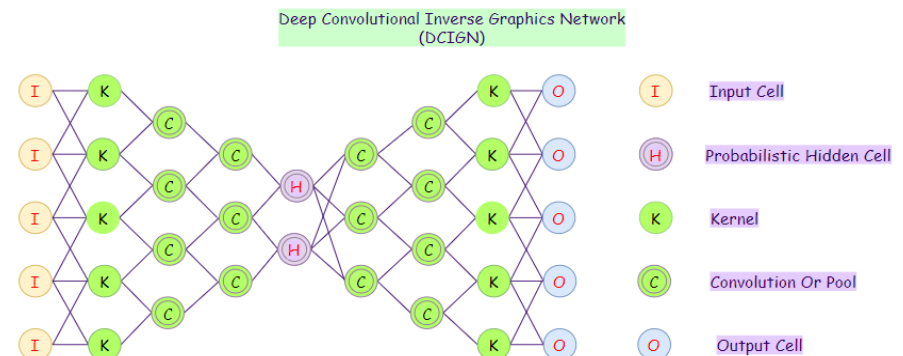 Deep Convolutional Inverse Graphics Network
(DCIGN)
I K K O I Input Cell
C C
I K C C K O H Probabilistic Hidden Cell
C H C
I K C C K O K Kernel
C H C
I K C C K O C Convolution Or Pool
C C
I K K O O Output Cell